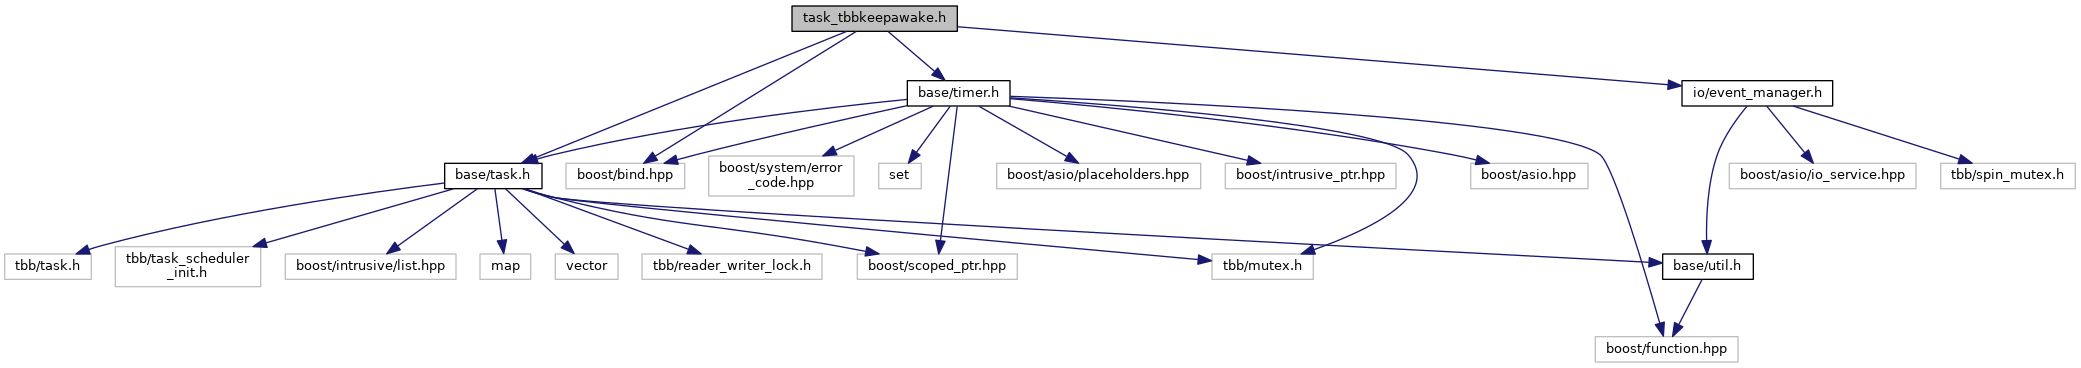 task_tbbkeepawake.h
base/timer.h
io/event_manager.h
base/task.h
boost/bind.hpp
boost/system/error
_code.hpp
set
boost/asio/placeholders.hpp
boost/intrusive_ptr.hpp
boost/asio.hpp
boost/asio/io_service.hpp
tbb/spin_mutex.h
tbb/task.h
tbb/task_scheduler
_init.h
boost/intrusive/list.hpp
map
vector
tbb/reader_writer_lock.h
boost/scoped_ptr.hpp
tbb/mutex.h
base/util.h
boost/function.hpp